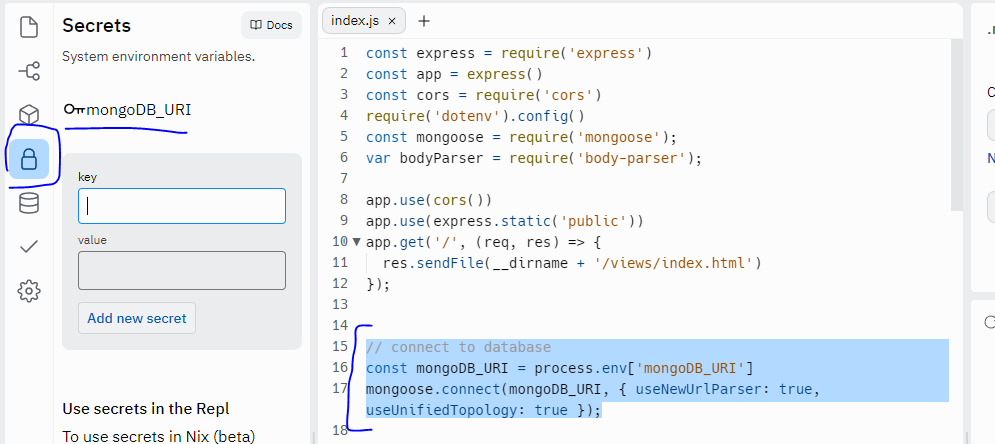 Secrets
Docs
System environment variables.
mongoDB_URI
key
value
Add new secret
Use secrets in the Repl
To use secrets in Nix (beta)
index.js ×
+
1 const express = require('express')
2 const app = express()
3 const cors = require('cors')
4 require('dotenv').config()
5 const mongoose = require('mongoose');
6 var bodyParser = require('body-parser');
7
8 app.use(cors())
9 app.use(express.static('public'))
10 app.get('/', (req, res) => {
11 res.sendFile(__dirname + '/views/index.html')
12 });
13
14
15 // connect to database
16 const mongoDB_URI = process.env['mongoDB_URI']
17 mongoose.connect(mongoDB_URI, { useNewUrlParser: true,
useUnifiedTopology: true });
18